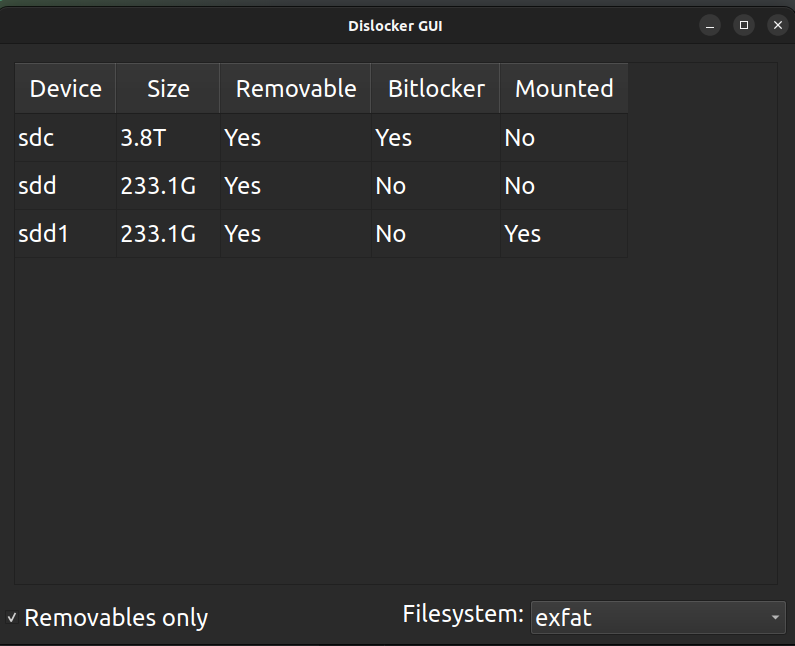 Dislocker GUI
Device Size Removable Bitlocker Mounted
sdc 3.8T Yes Yes No
sdd 233.1G Yes No No
sdd1 233.1G Yes No Yes
Removables only Filesystem: exfat